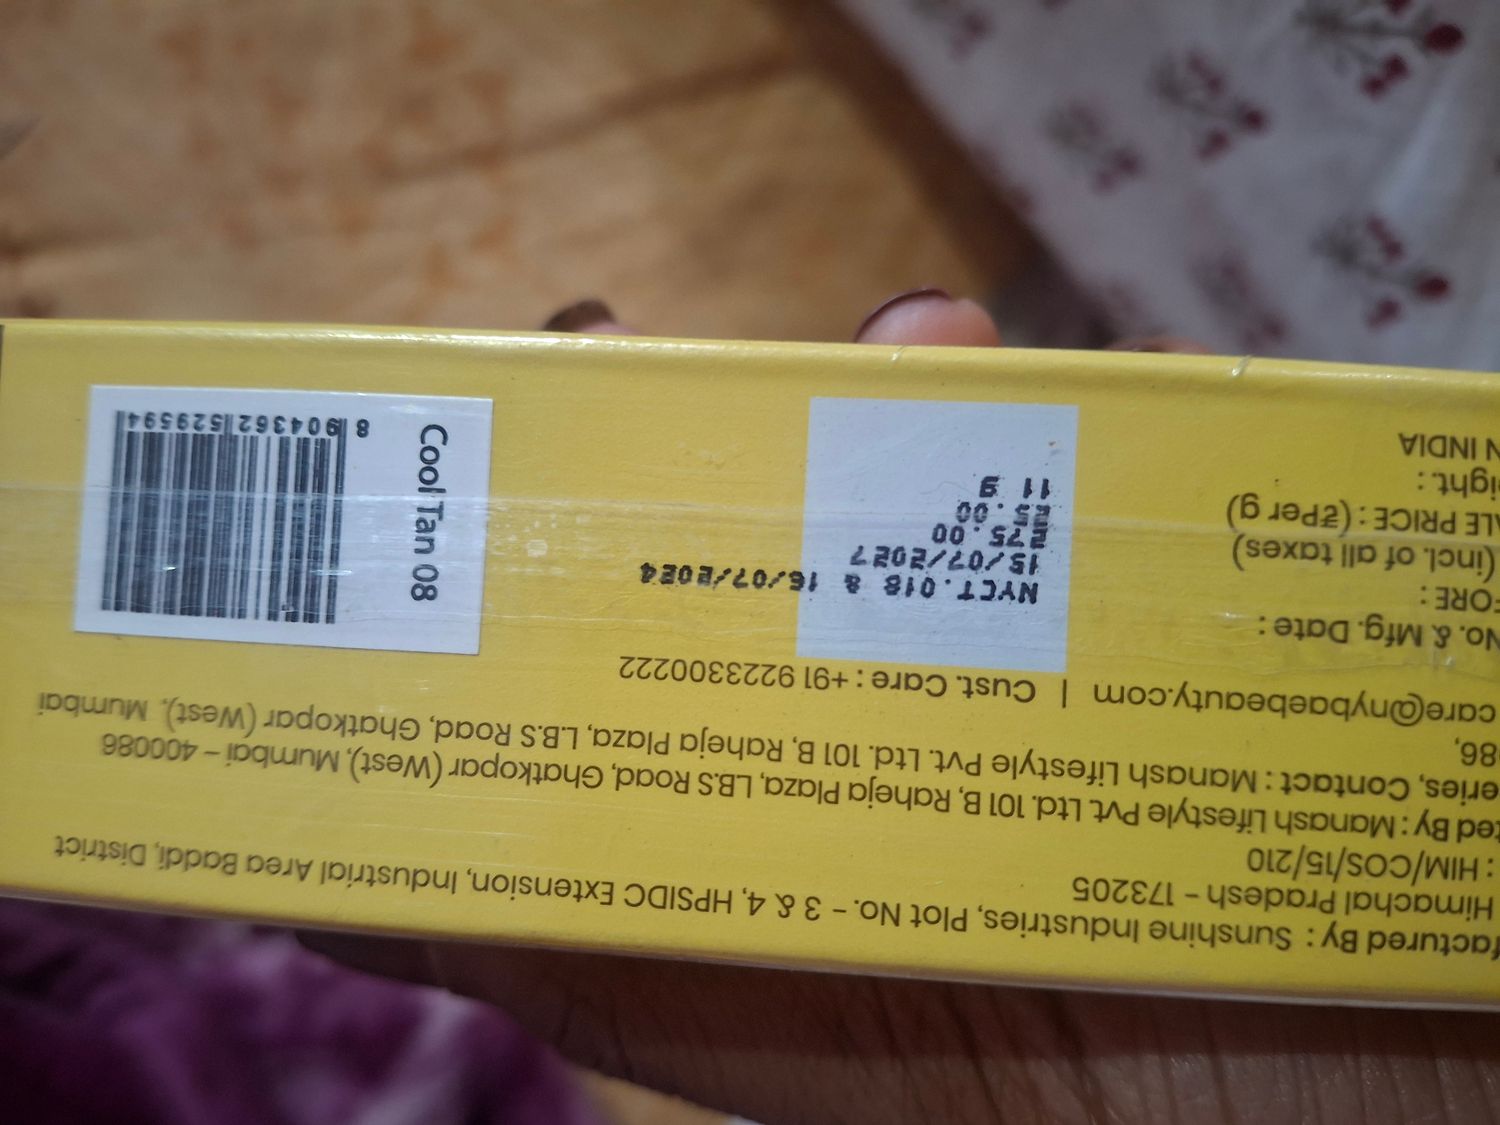 factured By : Sunshine Industries, Plot No. - 3 & 4, HPSIDC Extension, Industrial Area Baddi, District
Himachal Pradesh - 173205
: HIM/COS/15/210
ted By : Manash Lifestyle Pvt. Ltd. 101 B, Raheja Plaza, L.B.S Road, Ghatkopar (West), Mumbai - 400086
eries, Contact : Manash Lifestyle Pvt. Ltd. 101 B, Raheja Plaza, L.B.S Road, Ghatkopar (West), Mumbai
86,
care@nybaebeauty.com | Cust. Care : +91 9223300222
No. & Mfg. Date :
FORE :
(incl. of all taxes)
ALE PRICE : (₹Per g)
ight :
N INDIA
NYCT.018 & 16/07/2024
15/07/2027
275.00
25.00
11 g
Cool Tan 08
8 904362 529594